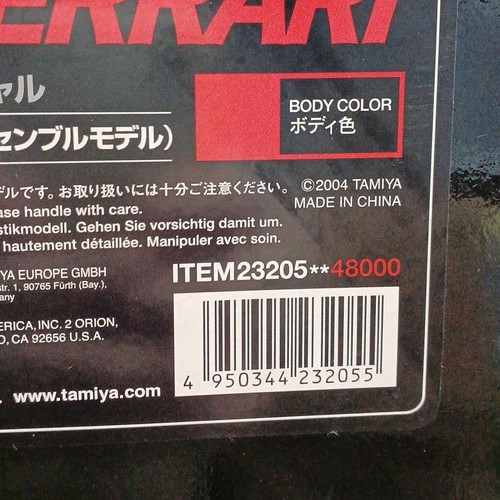 ERRARI
ャル
BODY COLOR
ボディ色
センブルモデル）
デルです。お取り扱いには十分ご注意ください。 ©2004 TAMIYA
ase handle with care. MADE IN CHINA
stikmodell. Gehen Sie vorsichtig damit um.
hautement détaillée. Manipuler avec soin.
YA EUROPE GMBH
str. 1, 90765 Fürth (Bay.),
many
ITEM23205**48000
ERICA, INC. 2 ORION,
O, CA 92656 U.S.A.
4 950344 232055
www.tamiya.com